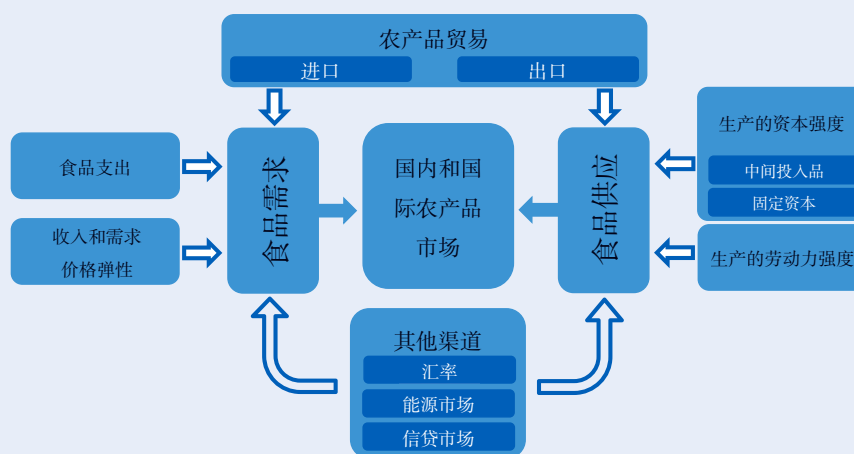 农产品贸易
进口
出口
食品支出
收入和需求
价格弹性
食品需求
国内和国
际农产品
市场
食品供应
生产的资本强度
中间投入品
固定资本
生产的劳动力强度
其他渠道
汇率
能源市场
信贷市场